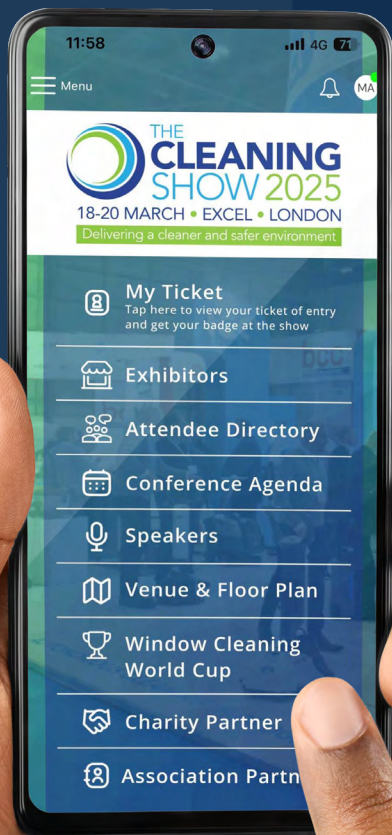 11:58
4G 71
Menu
MA
THE
CLEANING
SHOW 2025
18-20 MARCH • EXCEL • LONDON
Delivering a cleaner and safer environment
My Ticket
Tap here to view your ticket of entry
and get your badge at the show
Exhibitors
Attendee Directory
Conference Agenda
Speakers
Venue & Floor Plan
Window Cleaning
World Cup
Charity Partner
Association Partn